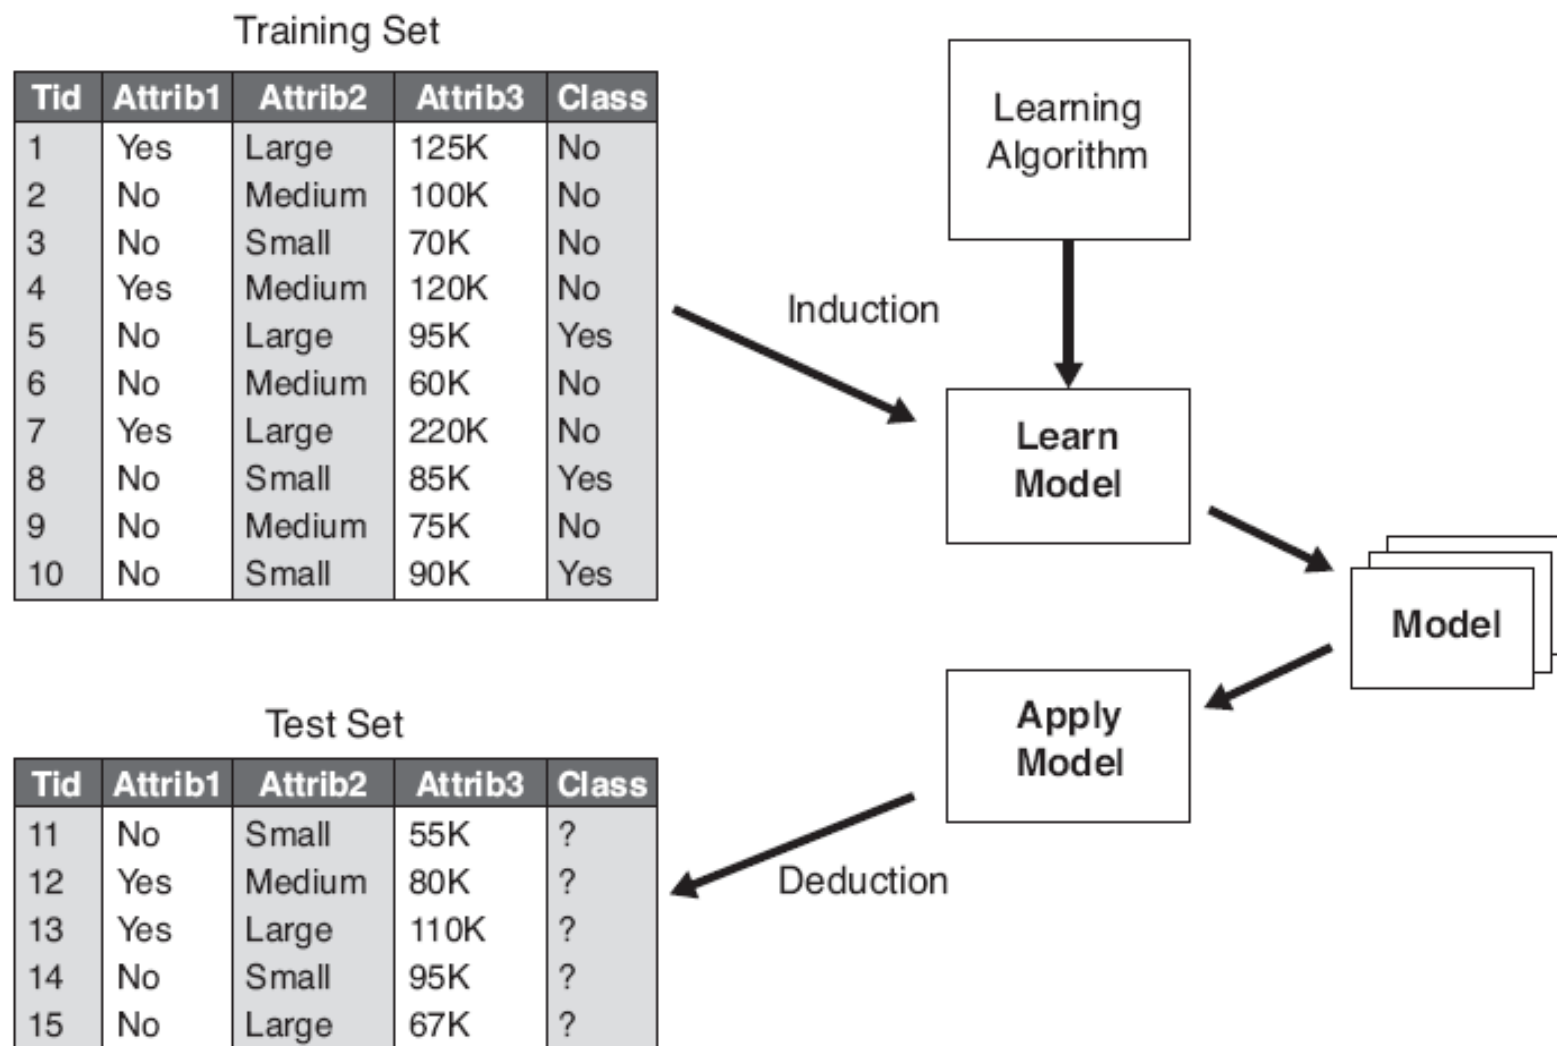 Training Set
Tid Attrib1 Attrib2 Attrib3 Class
1 Yes Large 125K No
2 No Medium 100K No
3 No Small 70K No
4 Yes Medium 120K No
5 No Large 95K Yes
6 No Medium 60K No
7 Yes Large 220K No
8 No Small 85K Yes
9 No Medium 75K No
10 No Small 90K Yes
Learning
Algorithm
Induction
Learn
Model
Model
Apply
Model
Deduction
Test Set
Tid Attrib1 Attrib2 Attrib3 Class
11 No Small 55K ?
12 Yes Medium 80K ?
13 Yes Large 110K ?
14 No Small 95K ?
15 No Large 67K ?